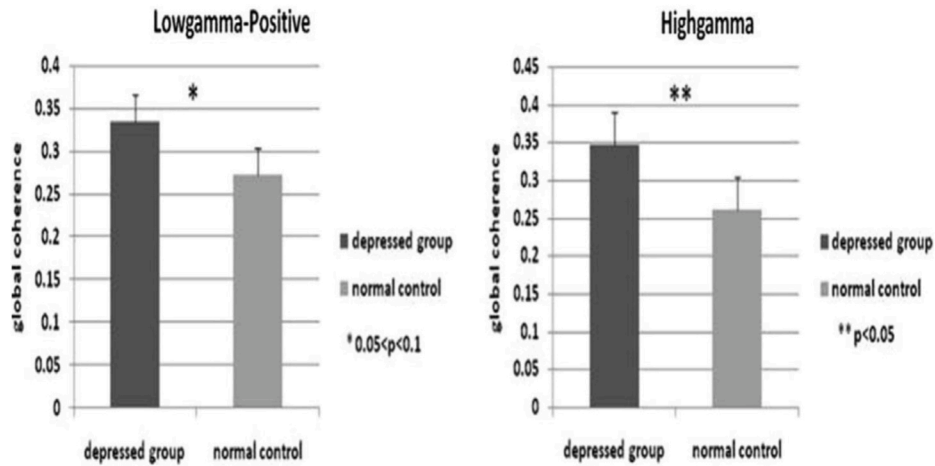 Lowgamma-Positive
0.4
0.35
0.3
0.25
0.2
0.15
0.1
0.05
0
global coherence
*
depressed group
normal control
depressed group
normal control
*0.05<p<0.1
Highgamma
0.45
0.4
0.35
0.3
0.25
0.2
0.15
0.1
0.05
0
global coherence
**
depressed group
normal control
depressed group
normal control
**p<0.05